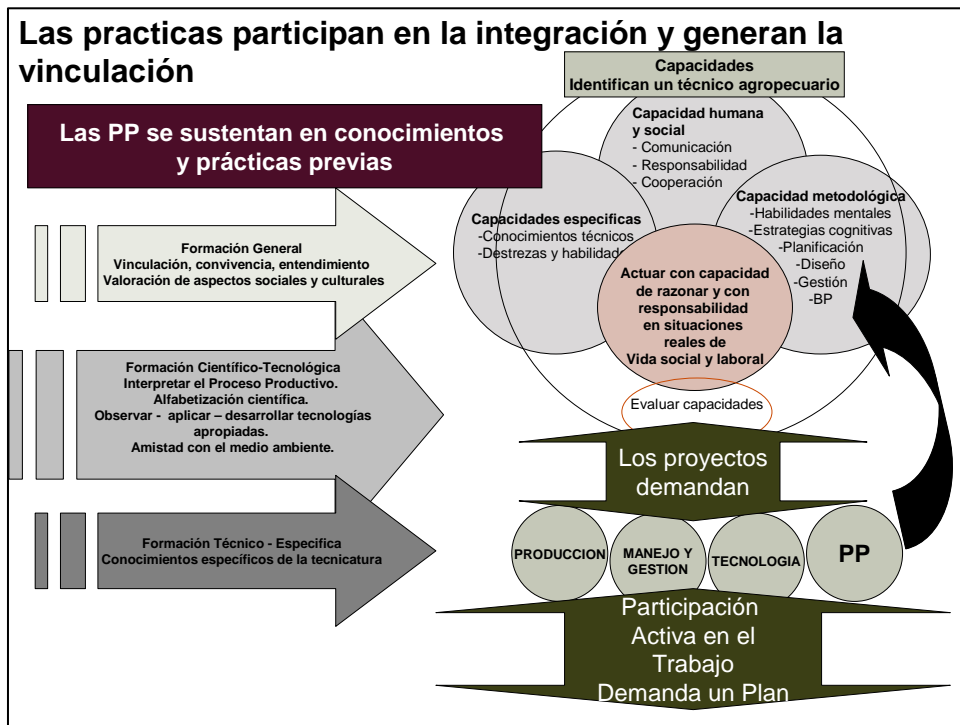 Las practicas participan en la integración y generan la
vinculación
Capacidades
Identifican un técnico agropecuario
Las PP se sustentan en conocimientos
y prácticas previas
Capacidad humana
y social
- Comunicación
- Responsabilidad
- Cooperación
Capacidades especificas
-Conocimientos técnicos
-Destrezas y habilidade
Capacidad metodológica
-Habilidades mentales
-Estrategias cognitivas
-Planificación
-Diseño
-Gestión
-BP
Actuar con capacidad
de razonar y con
responsabilidad
en situaciones
reales de
Vida social y laboral
Evaluar capacidades
Formación General
Vinculación, convivencia, entendimiento
Valoración de aspectos sociales y culturales
Formación Científico-Tecnológica
Interpretar el Proceso Productivo.
Alfabetización científica.
Observar - aplicar – desarrollar tecnologías
apropiadas.
Amistad con el medio ambiente.
Formación Técnico - Especifica
Conocimientos específicos de la tecnicatura
Los proyectos
demandan
PRODUCCION
MANEJO Y
GESTION
TECNOLOGIA
PP
Participación
Activa en el
Trabajo
Demanda un Plan